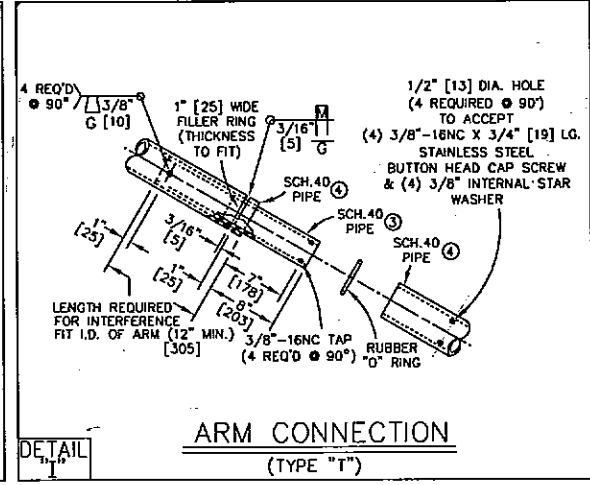 4 REQ'D
@ 90°
3/8"
G [10]
1" [25] WIDE
FILLER RING
(THICKNESS
TO FIT)
M
3/16"
[5]
G
1/2" [13] DIA. HOLE
(4 REQUIRED @ 90°)
TO ACCEPT
(4) 3/8"-16NC X 3/4" [19] LG.
STAINLESS STEEL
BUTTON HEAD CAP SCREW
& (4) 3/8" INTERNAL STAR
WASHER
SCH.40 ④
PIPE
SCH.40 ③
PIPE
SCH.40 ④
PIPE
1"
[25]
3/16"
[5]
1"
[25]
7"
[178]
8"
[203]
LENGTH REQUIRED
FOR INTERFERENCE
FIT I.D. OF ARM (12" MIN.)
[305]
3/8"-16NC TAP
(4 REQ'D @ 90°)
RUBBER
"O" RING
ARM CONNECTION
(TYPE "T")
DETAIL
"I"